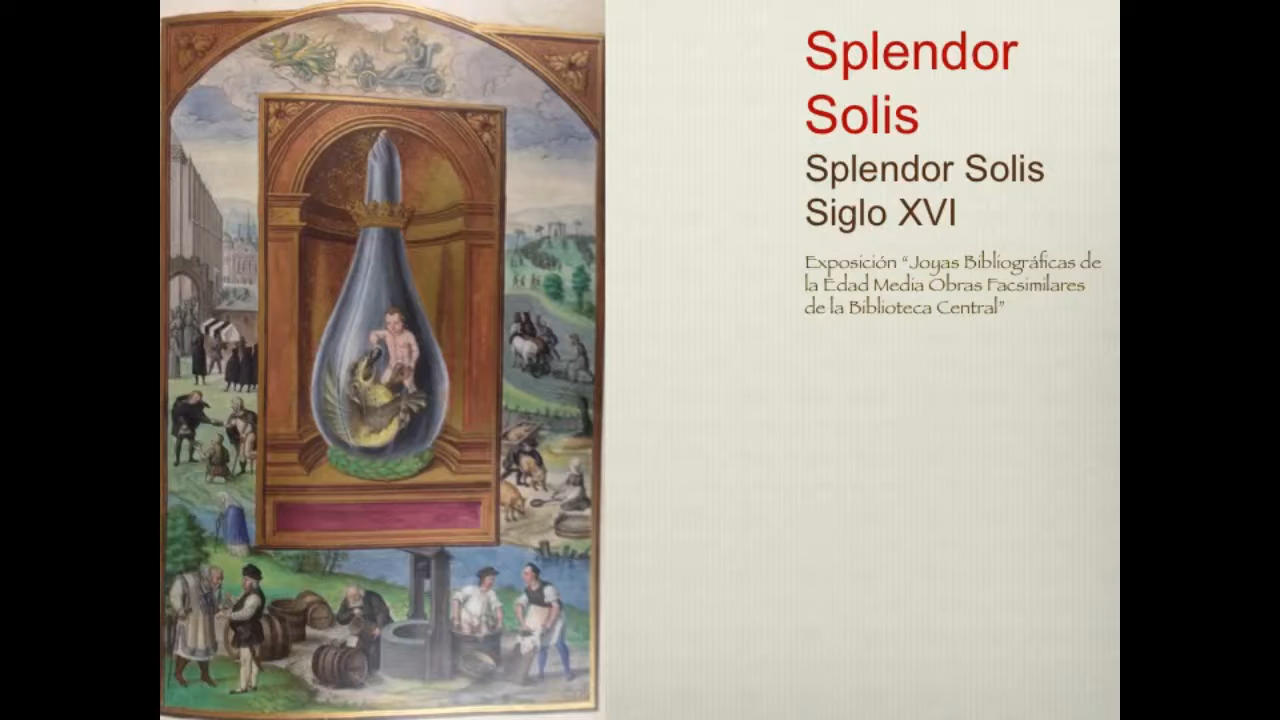 Splendor
Solis
Splendor Solis
Siglo XVI
Exposición “Joyas Bibliográficas de
la Edad Media Obras Facsimilares
de la Biblioteca Central”